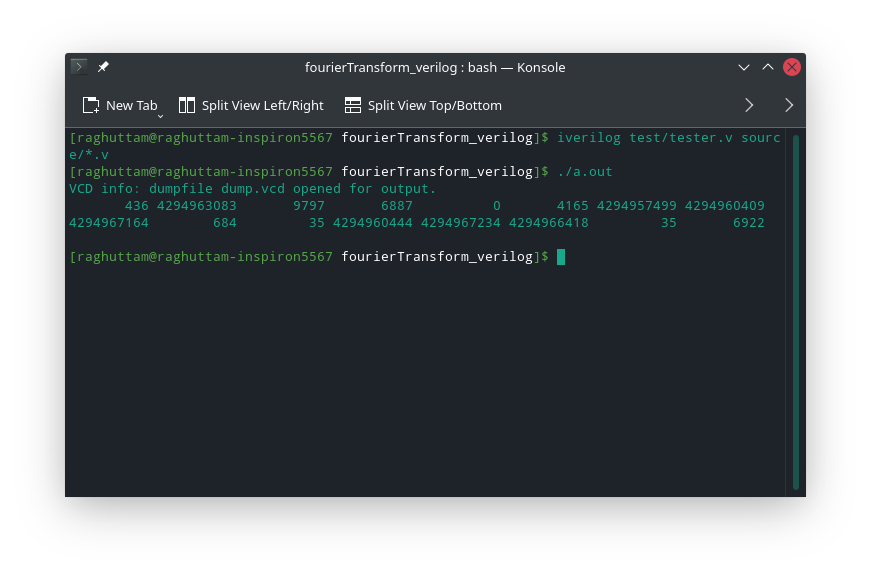 fourierTransform_verilog : bash — Konsole
New Tab Split View Left/Right Split View Top/Bottom
[raghuttam@raghuttam-inspiron5567 fourierTransform_verilog]$ iverilog test/tester.v sourc
e/*.v
[raghuttam@raghuttam-inspiron5567 fourierTransform_verilog]$ ./a.out
VCD info: dumpfile dump.vcd opened for output.
436 4294963083 9797 6887 0 4165 4294957499 4294960409
4294967164 684 35 4294960444 4294967234 4294966418 35 6922
[raghuttam@raghuttam-inspiron5567 fourierTransform_verilog]$